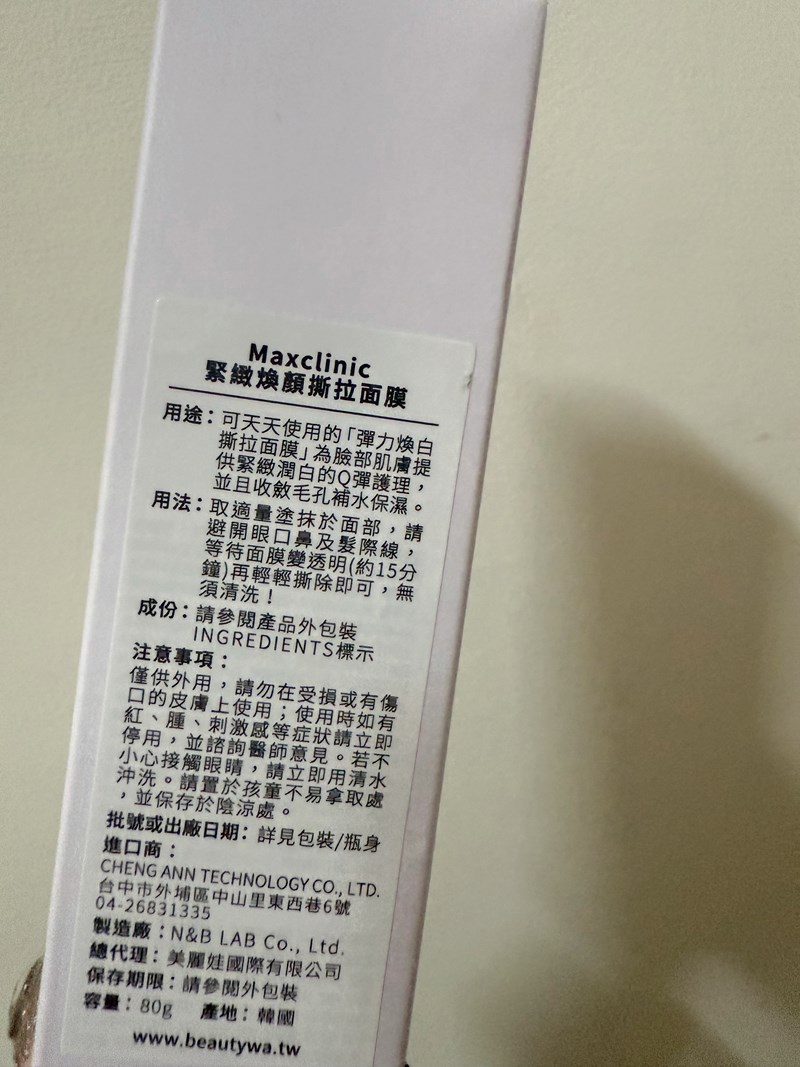 Maxclinic
緊緻煥顏撕拉面膜
用途：可天天使用的「彈力煥白
撕拉面膜」為臉部肌膚提
供緊緻潤白的Q彈護理，
並且收斂毛孔補水保濕。
用法：取適量塗抹於面部，請
避開眼口鼻及髮際線，
等待面膜變透明(約15分
鐘)再輕輕撕除即可，無
須清洗！
成份：請參閱產品外包裝
INGREDIENTS標示
注意事項：
僅供外用，請勿在受損或有傷
口的皮膚上使用；使用時如有
紅、腫、刺激感等症狀請立即
停用，並諮詢醫師意見。若不
小心接觸眼睛，請立即用清水
沖洗。請置於孩童不易拿取處
，並保存於陰涼處。
批號或出廠日期：詳見包裝/瓶身
進口商：
CHENG ANN TECHNOLOGY CO., LTD.
台中市外埔區中山里東西巷6號
04-26831335
製造廠：N&B LAB Co., Ltd.
總代理：美麗娃國際有限公司
保存期限：請參閱外包裝
容量：80g 產地：韓國
www.beautywa.tw